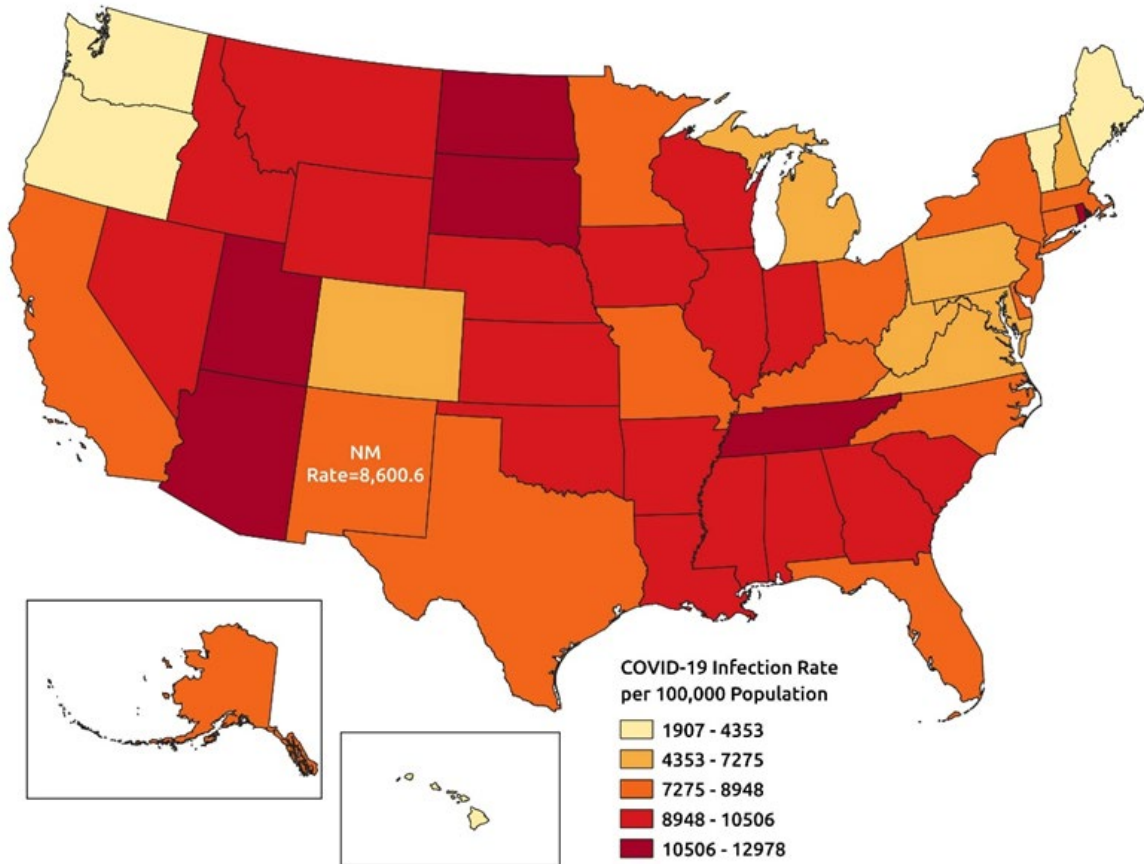 NM
Rate=8,600.6
COVID-19 Infection Rate
per 100,000 Population
1907 - 4353
4353 - 7275
7275 - 8948
8948 - 10506
10506 - 12978